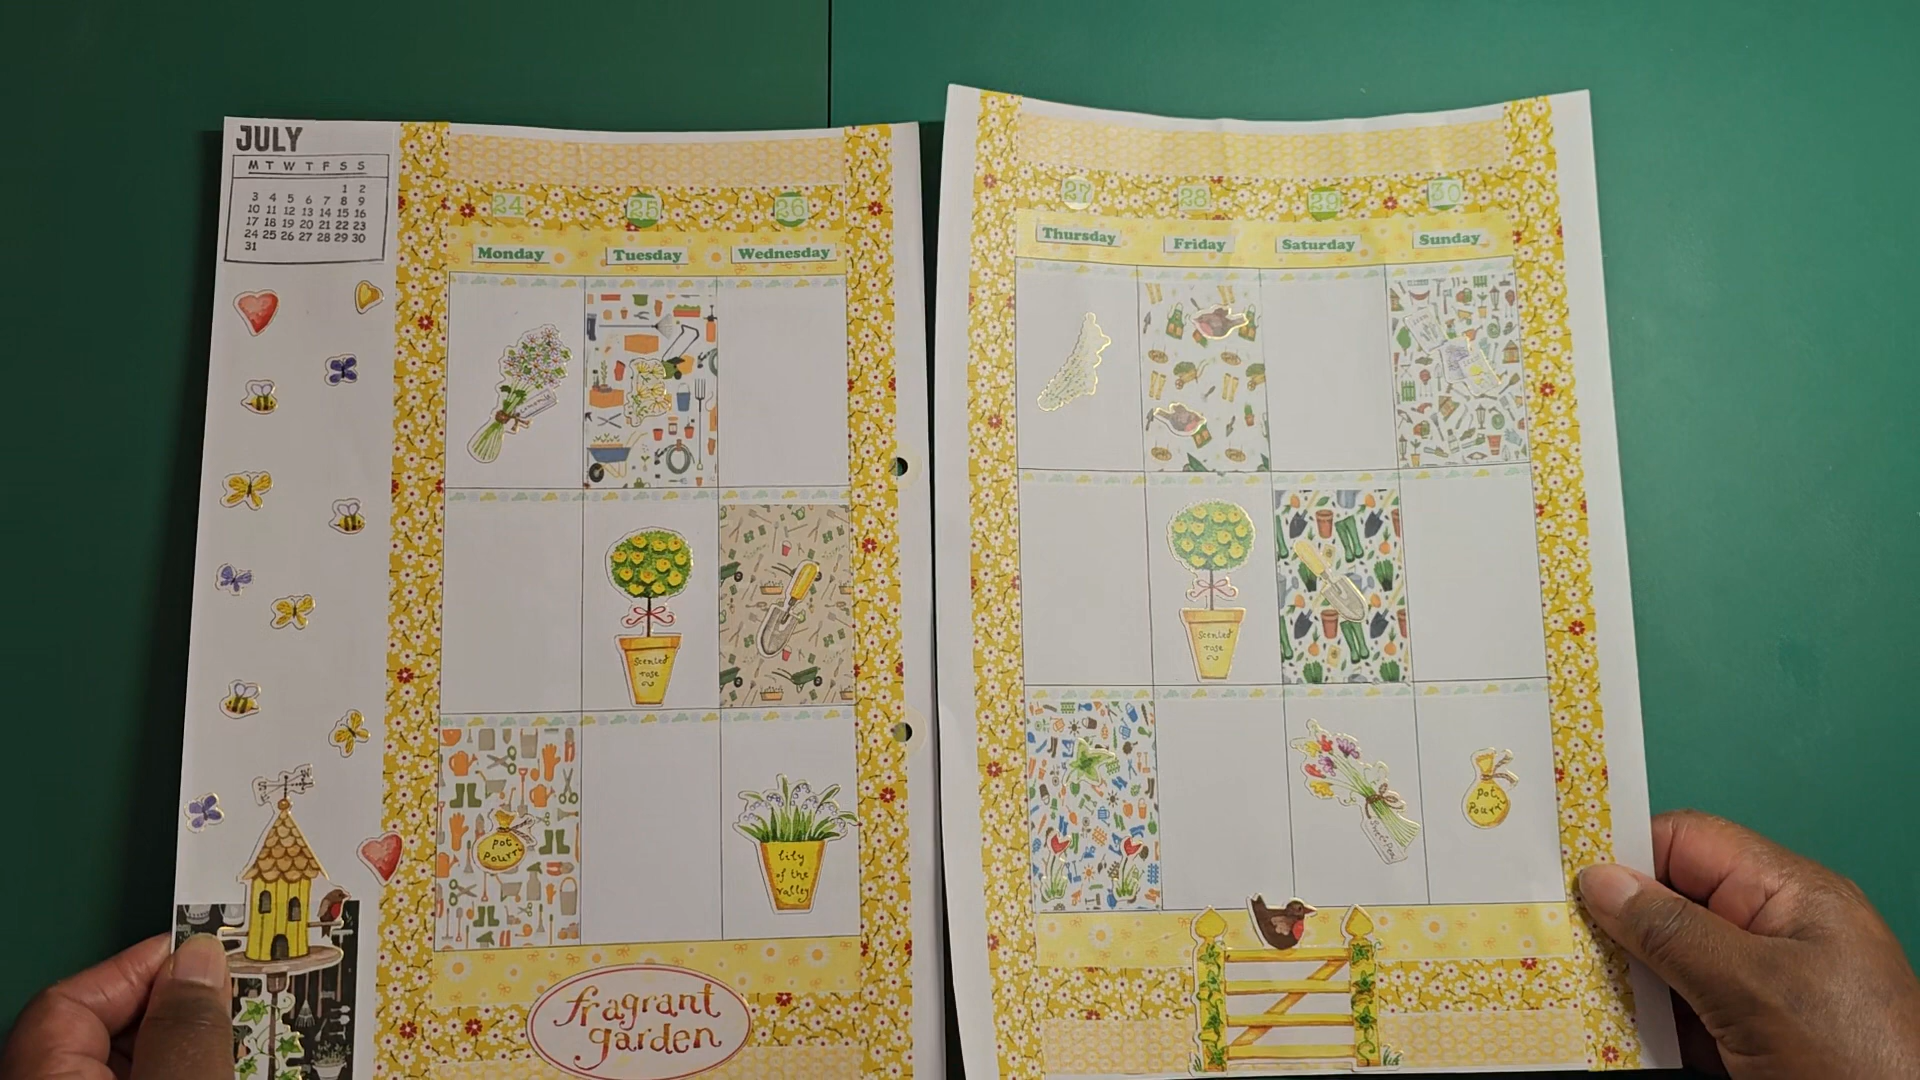 JULY
M T W T F S S
1 2
3 4 5 6 7 8 9
10 11 12 13 14 15 16
17 18 19 20 21 22 23
24 25 26 27 28 29 30
31
24 25 26
Monday Tuesday Wednesday
Scented
rose
Pot
Pourri
lily
of the
valley
fragrant
garden
27 28 29 30
Thursday Friday Saturday Sunday
Scented
rose
Pot
Pourri